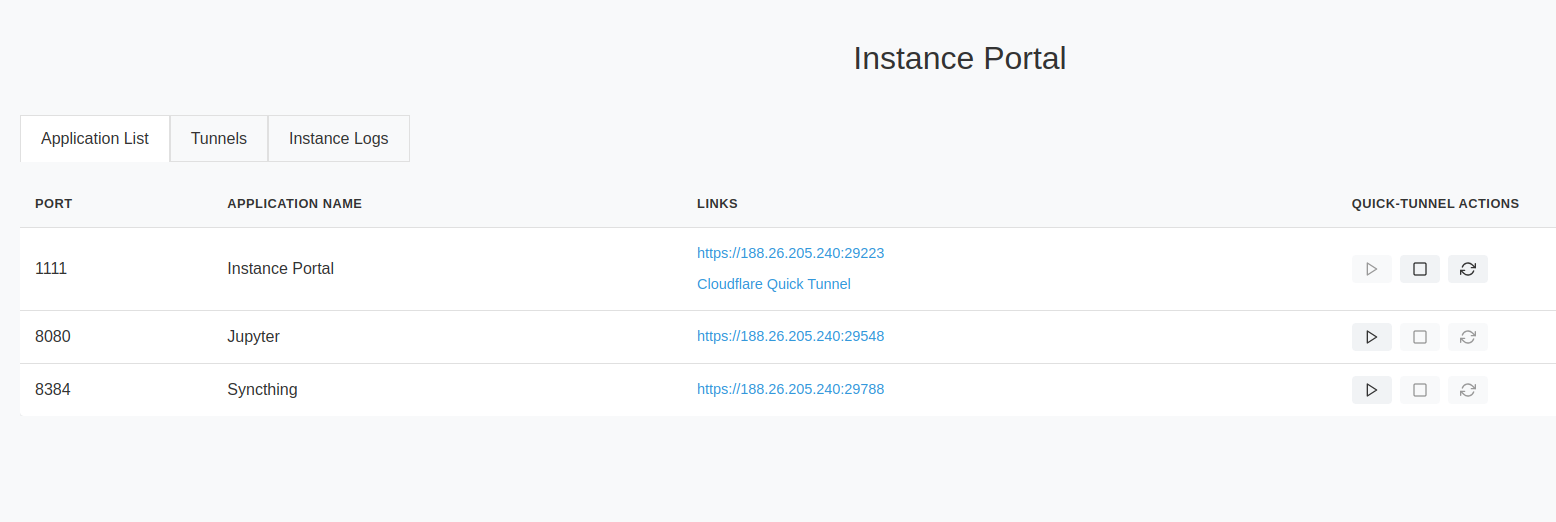 Instance Portal
Application List Tunnels Instance Logs
PORT APPLICATION NAME LINKS QUICK-TUNNEL ACTIONS
1111 Instance Portal https://188.26.205.240:29223
Cloudflare Quick Tunnel
8080 Jupyter https://188.26.205.240:29548
8384 Syncthing https://188.26.205.240:29788